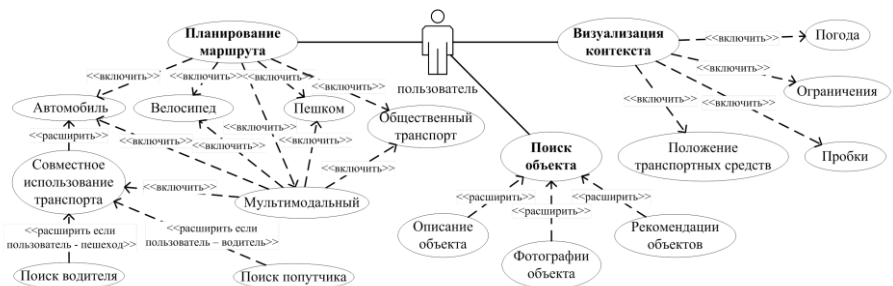 Планирование
маршрута
пользователь
Визуализация
контекста
<<включить>>
Погода
<<включить>>
Ограничения
<<включить>>
<<включить>>
Положение
транспортных средств
Пробки
<<включить>>
<<включить>>
<<включить>>
<<включить>>
Автомобиль
Велосипед
Пешком
Общественный
транспорт
<<расширить>>
<<включить>>
<<включить>>
<<включить>>
<<включить>>
Совместное
использование
транспорта
<<включить>>
Мультимодальный
<<расширить если
пользователь - пешеход>>
<<расширить если
пользователь – водитель>>
Поиск водителя
Поиск попутчика
Поиск
объекта
<<расширить>>
<<расширить>>
<<расширить>>
Описание
объекта
Фотографии
объекта
Рекомендации
объектов